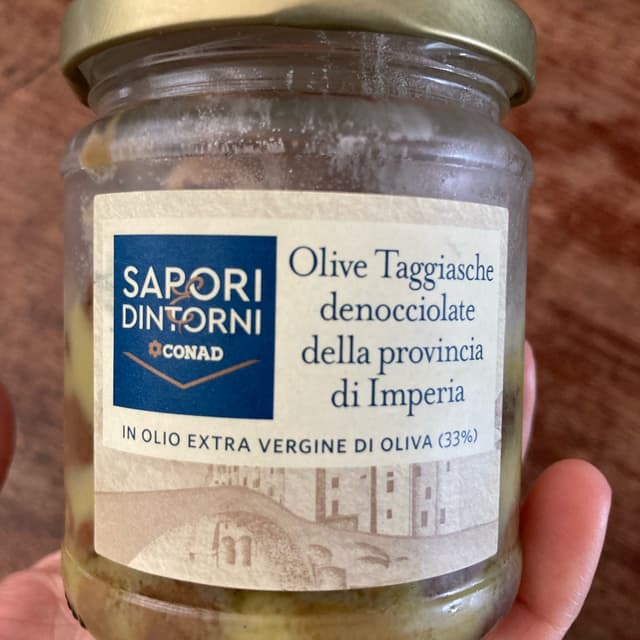 SAPORI
&
DINTORNI
CONAD
Olive Taggiasche
denocciolate
della provincia
di Imperia
IN OLIO EXTRA VERGINE DI OLIVA (33%)